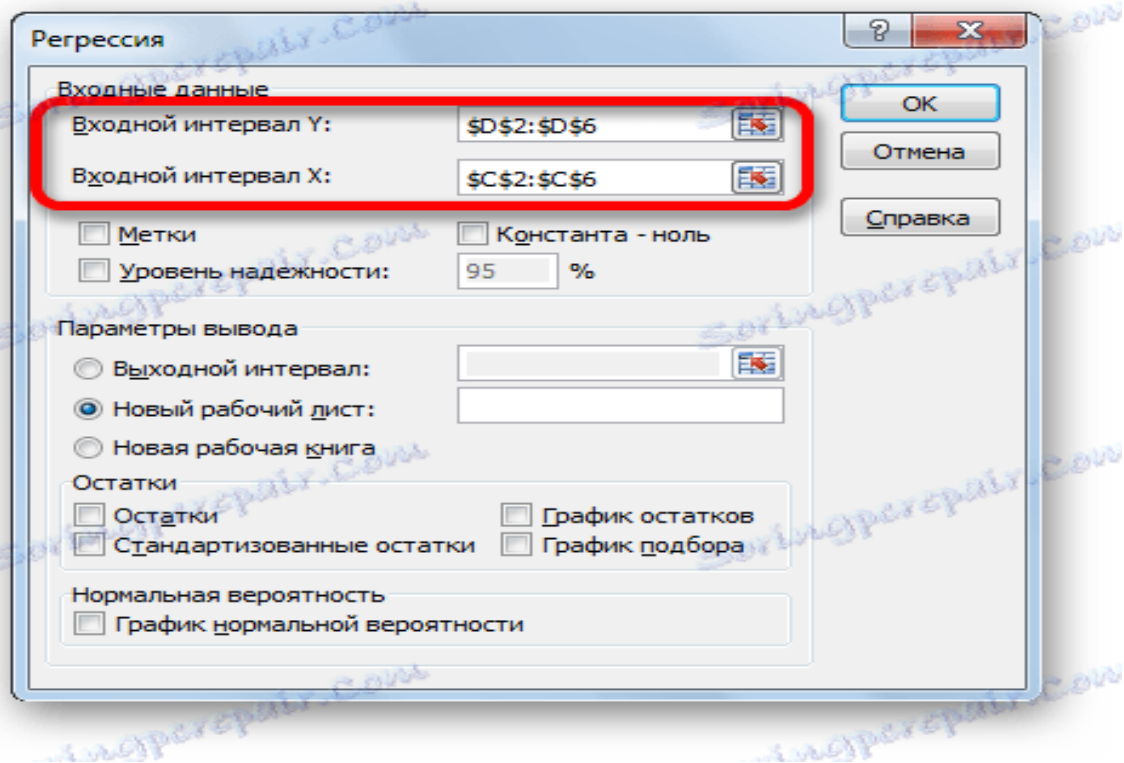 Регрессия
Входные данные
Входной интервал Y: $D$2:$D$6
Входной интервал X: $C$2:$C$6
Метки Константа - ноль
Уровень надежности: 95 %
Параметры вывода
Выходной интервал:
Новый рабочий лист:
Новая рабочая книга
Остатки
Остатки График остатков
Стандартизованные остатки График подбора
Нормальная вероятность
График нормальной вероятности
?
OK
Отмена
Справка